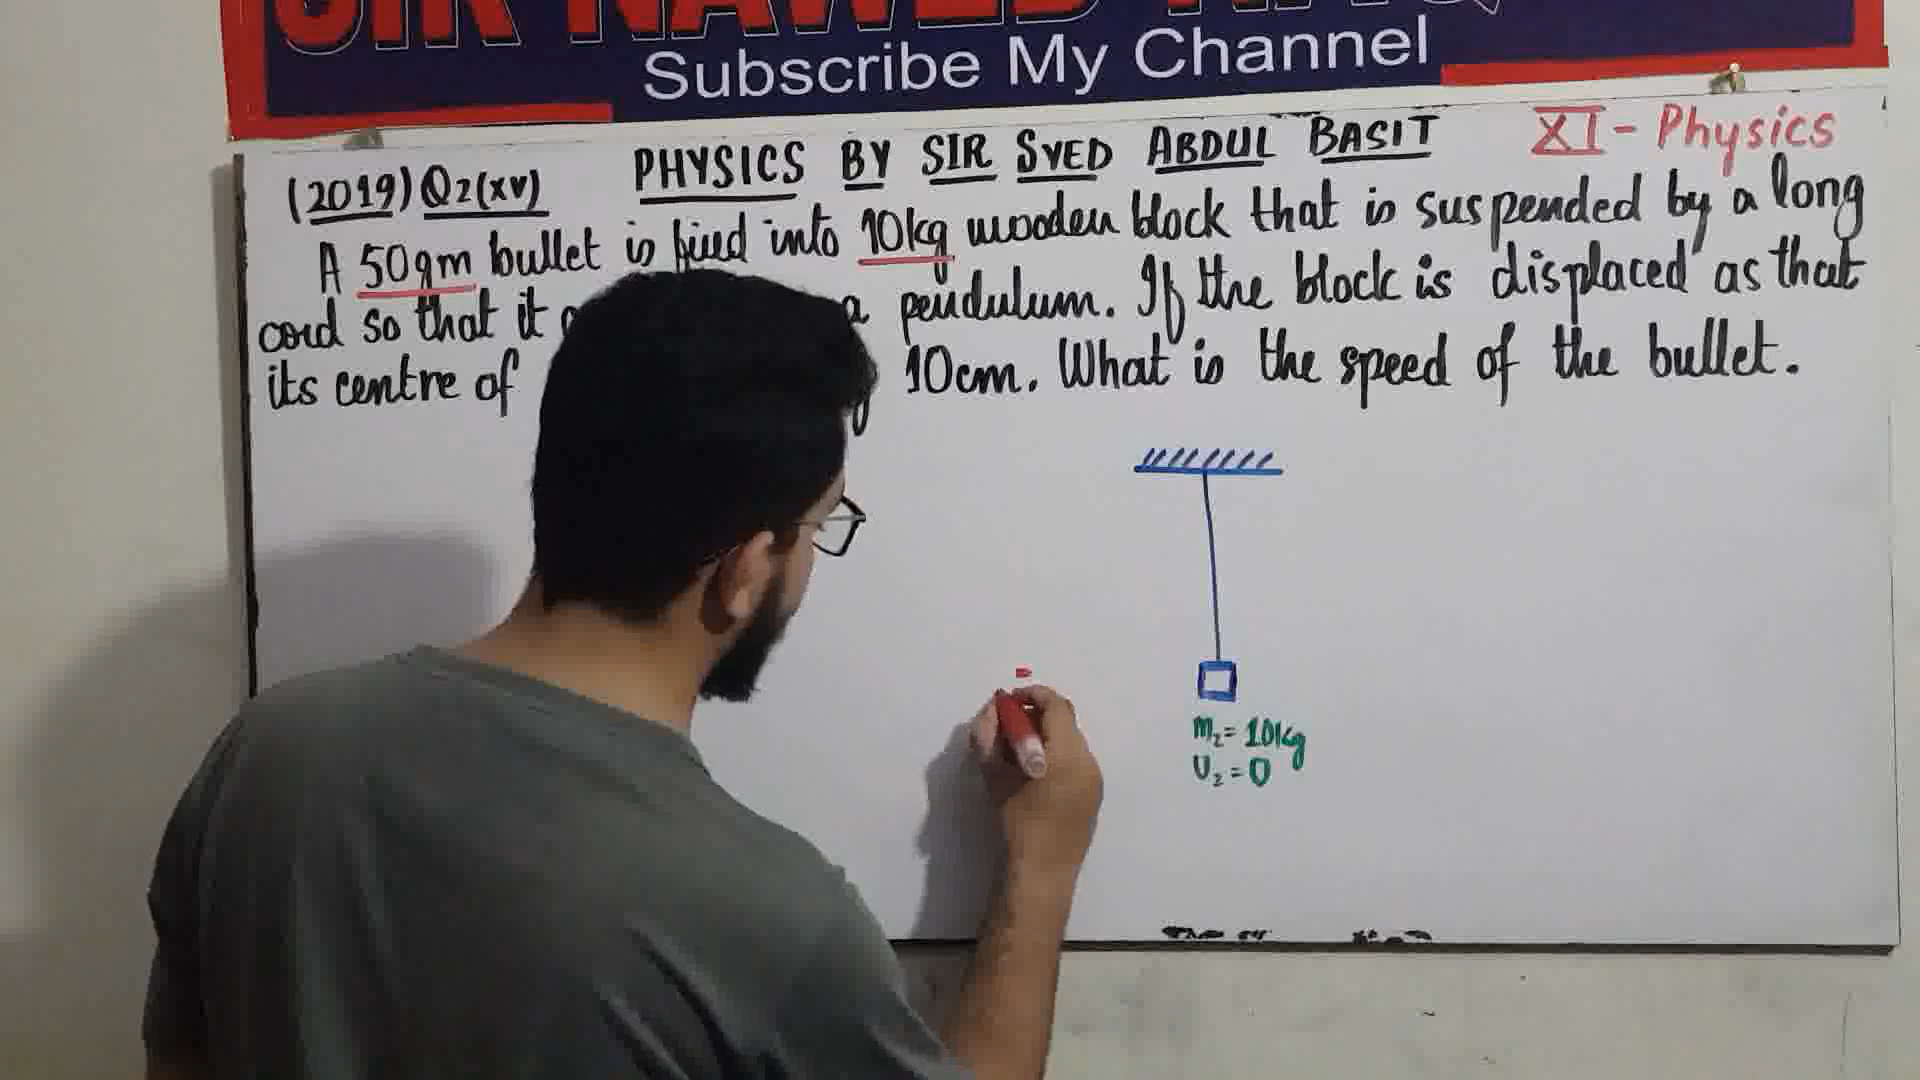 Subscribe My Channel
XI - Physics
PHYSICS BY SIR SYED ABDUL BASIT
(2019) Q2(xv)
A 50gm bullet is fired into 10kg wooden block that is suspended by a long
cord so that it a pendulum. If the block is displaced as that
its centre of 10cm. What is the speed of the bullet.
m₂= 10kg
U₂ = 0